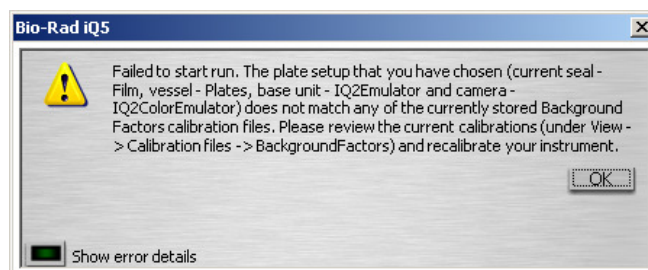 Bio-Rad iQ5
Failed to start run. The plate setup that you have chosen (current seal -
Film, vessel - Plates, base unit - IQ2Emulator and camera -
IQ2ColorEmulator) does not match any of the currently stored Background
Factors calibration files. Please review the current calibrations (under View -
> Calibration files -> BackgroundFactors) and recalibrate your instrument.
OK
Show error details